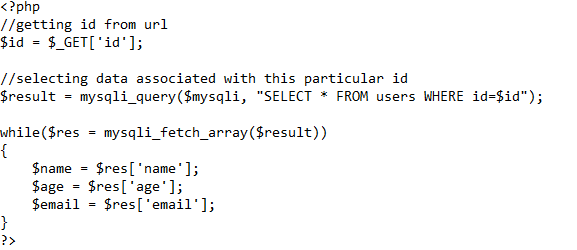 <?php
//getting id from url
$id = $_GET['id'];

//selecting data associated with this particular id
$result = mysqli_query($mysqli, "SELECT * FROM users WHERE id=$id");

while($res = mysqli_fetch_array($result))
{
    $name = $res['name'];
    $age = $res['age'];
    $email = $res['email'];
}
?>